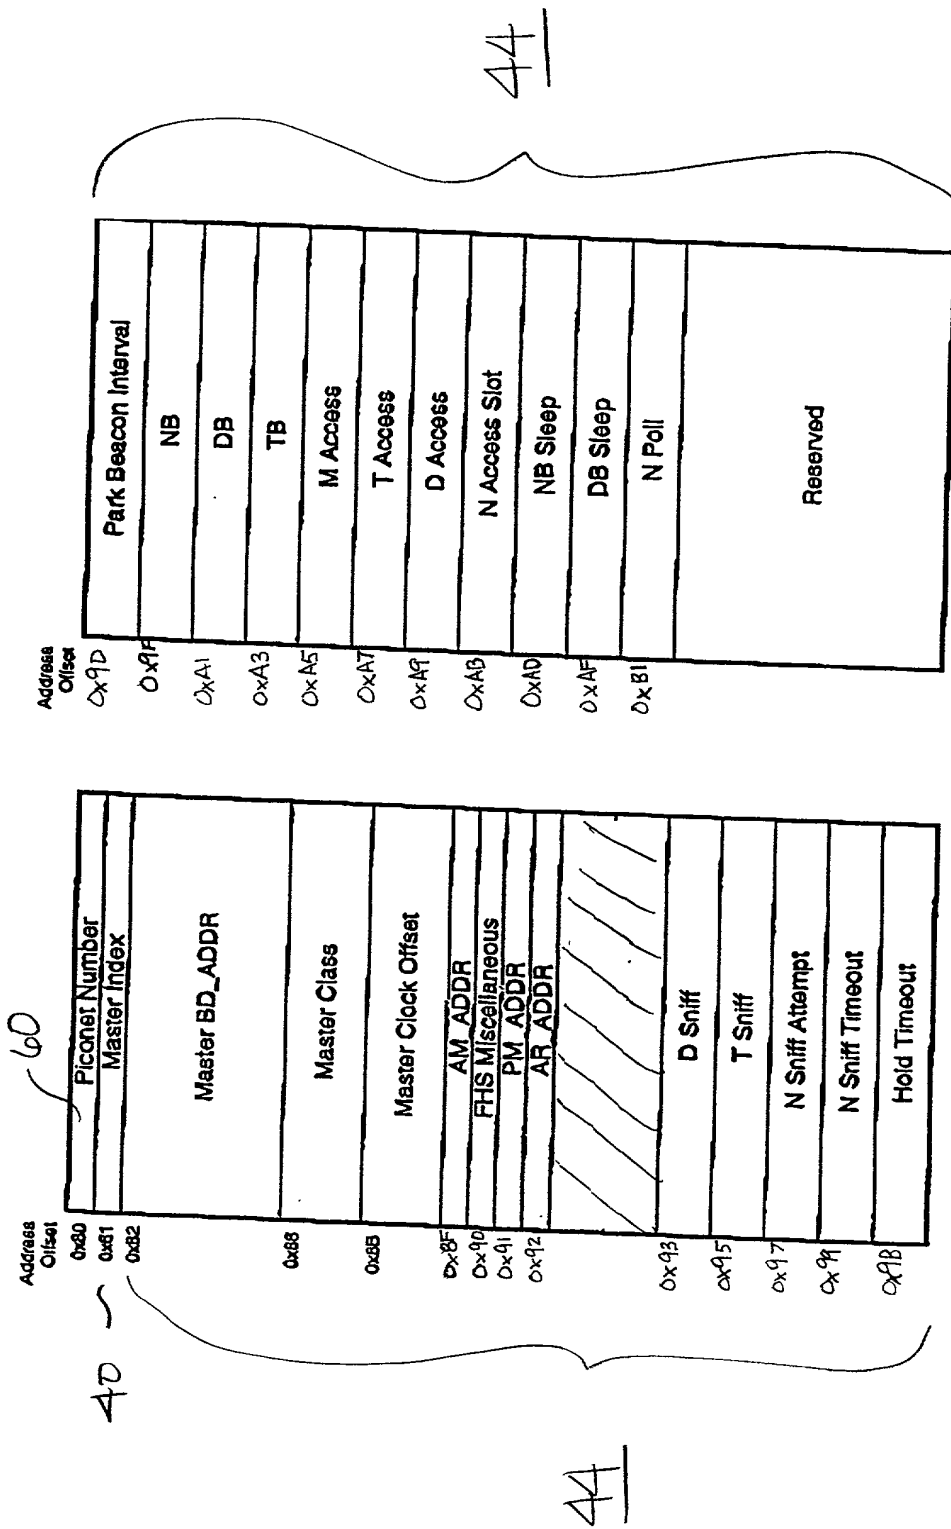 60
Address
Offset
0x80 Piconet Number
40
0x81 Master Index
0x82 Master BD_ADDR
0x88 Master Class
0x8B Master Clock Offset
0x8F AM_ADDR
0x90 FHS Miscellaneous
0x91 PM_ADDR
0x92 AR_ADDR
0x93 D Sniff
0x95 T Sniff
0x97 N Sniff Attempt
0x99 N Sniff Timeout
0x9B Hold Timeout
44
Address
Offset
0x9D Park Beacon Interval
0x9F NB
0xA1 DB
0xA3 TB
0xA5 M Access
0xA7 T Access
0xA9 D Access
0xAB N Access Slot
0xAD NB Sleep
0xAF DB Sleep
0xB1 N Poll
Reserved
44